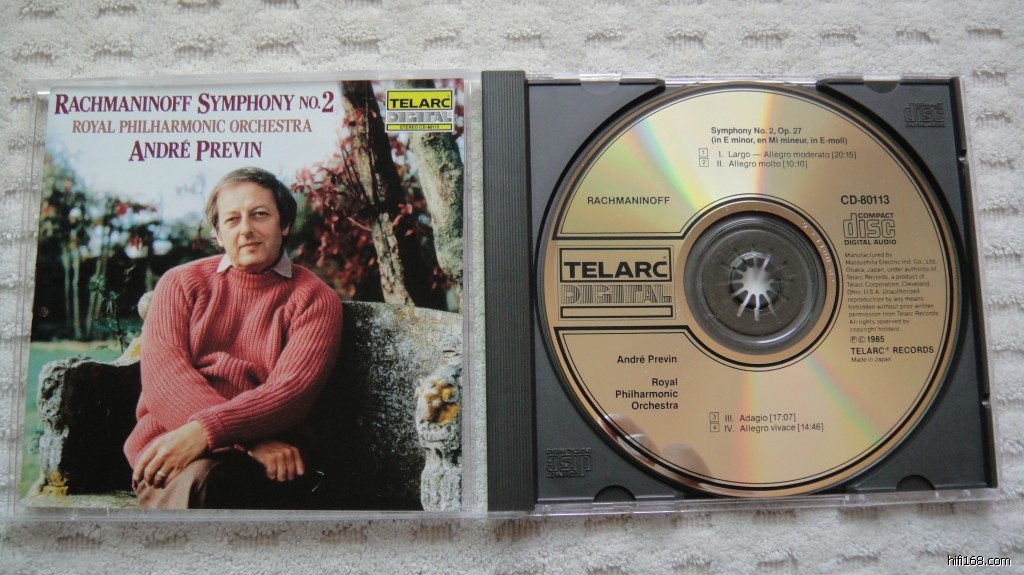 RACHMANINOFF SYMPHONY NO.2
ROYAL PHILHARMONIC ORCHESTRA
ANDRÉ PREVIN
TELARC
DIGITAL
STEREO CD-80113
Symphony No. 2, Op. 27
(in E minor, en Mi mineur, in E-moll)
1 I. Largo — Allegro moderato [20:15]
2 II. Allegro molto [10:10]
RACHMANINOFF
CD-80113
COMPACT
disc
DIGITAL AUDIO
TELARC®
DIGITAL
Manufactured by
Matsushita Electric Ind. Co., Ltd.,
Osaka, Japan, under authority of
Telarc Records, a product of
Telarc Corporation, Cleveland,
Ohio, U.S.A. Unauthorized
reproduction by any means
forbidden without prior written
permission from Telarc Records.
All rights reserved by
copyright holders.
℗ © 1985
TELARC® RECORDS
Made in Japan
André Previn
Royal
Philharmonic
Orchestra
3 III. Adagio [17:07]
4 IV. Allegro vivace [14:46]
disc
disc
hifi168.com